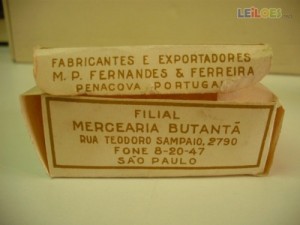 LEILOES.NET
FABRICANTES E EXPORTADORES
M. P. FERNANDES & FERREIRA
PENACOVA PORTUGAL
FILIAL
MERCEARIA BUTANTÃ
RUA TEODORO SAMPAIO, 2790
FONE 8-20-47
SÃO PAULO